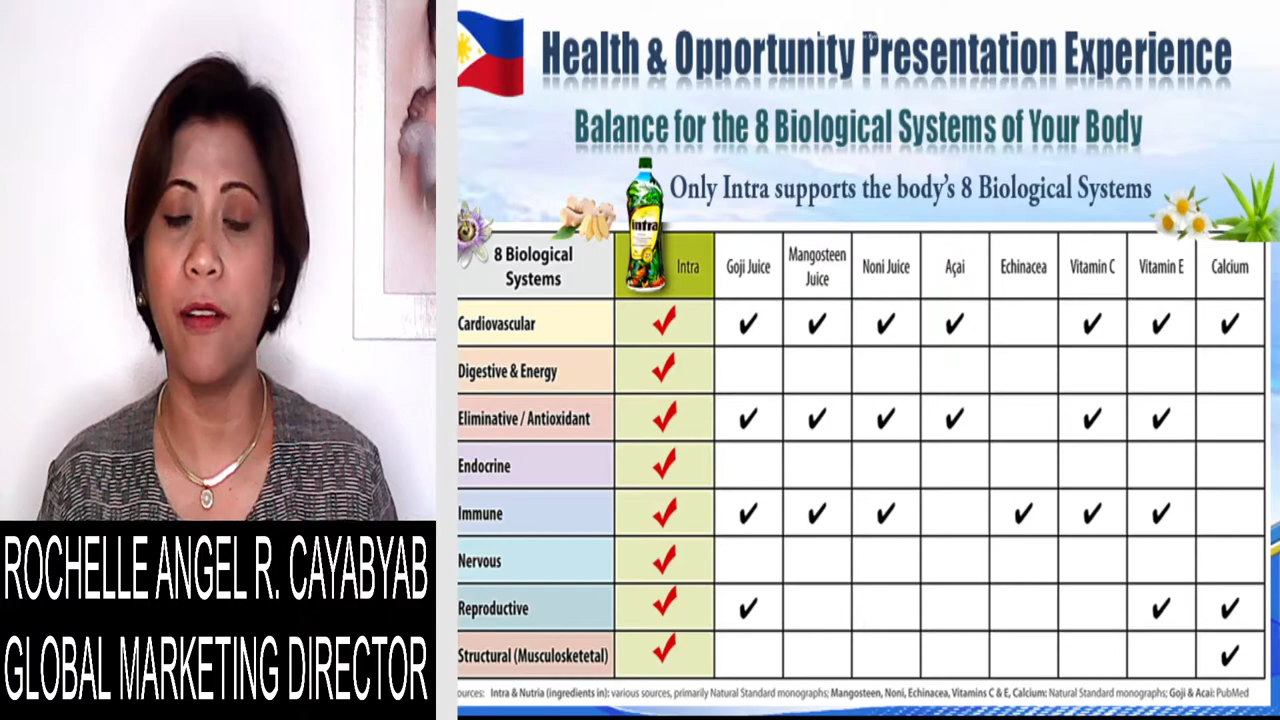 Health & Opportunity Presentation Experience
Balance for the 8 Biological Systems of Your Body
Only Intra supports the body's 8 Biological Systems
intra
8 Biological
Systems
Intra
Goji Juice
Mangosteen
Juice
Noni Juice
Açai
Echinacea
Vitamin C
Vitamin E
Calcium
Cardiovascular
Digestive & Energy
Eliminative / Antioxidant
Endocrine
Immune
Nervous
Reproductive
Structural (Musculosketetal)
ources: Intra & Nutria (ingredients in): various sources, primarily Natural Standard monographs; Mangosteen, Noni, Echinacea, Vitamins C & E, Calcium: Natural Standard monographs; Goji & Acai: PubMed
ROCHELLE ANGEL R. CAYABYAB
GLOBAL MARKETING DIRECTOR